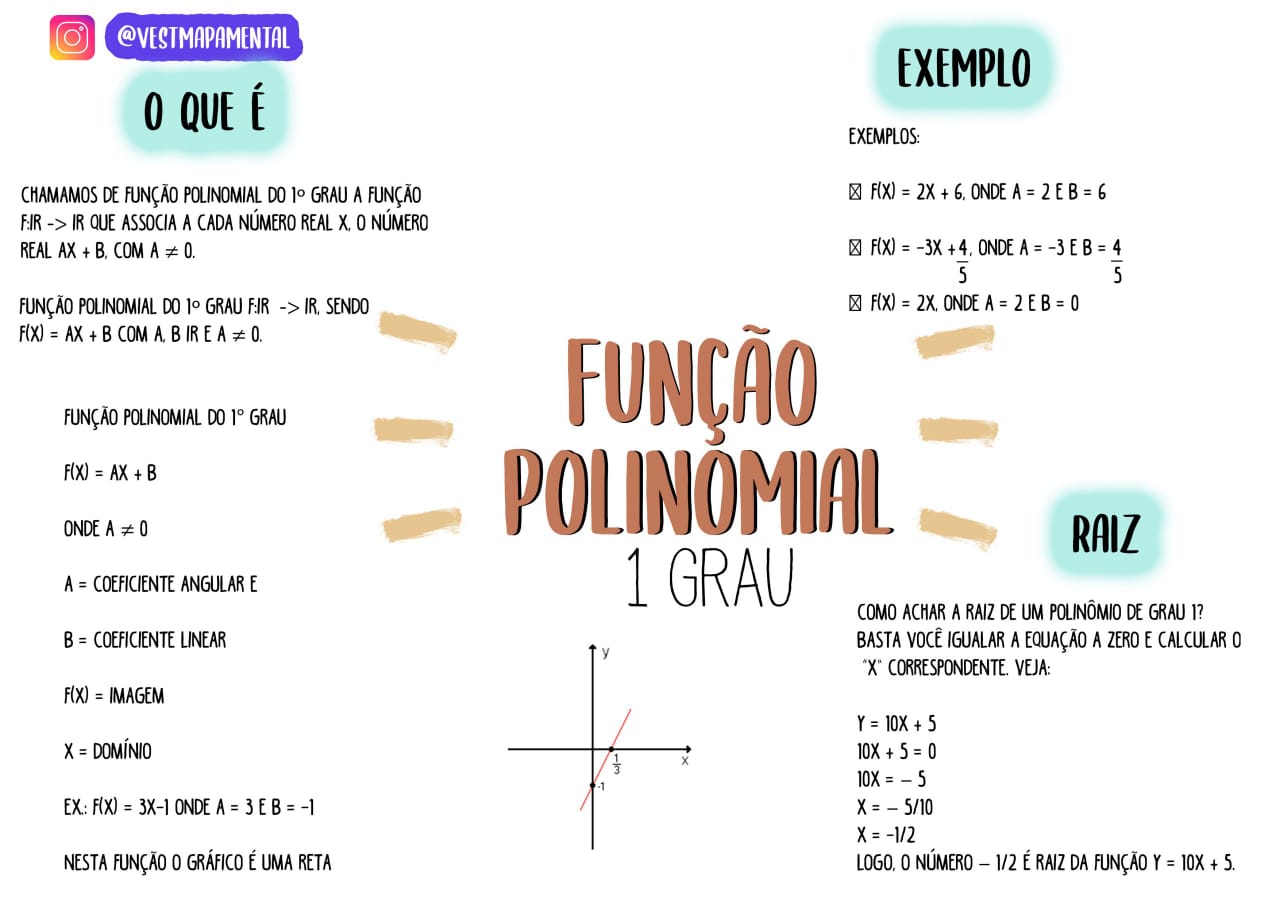 @VESTMAPAMENTAL
O QUE É
CHAMAMOS DE FUNÇÃO POLINOMIAL DO 1º GRAU A FUNÇÃO
F:IR -> IR QUE ASSOCIA A CADA NÚMERO REAL X, O NÚMERO
REAL AX + B, COM A ≠ 0.
FUNÇÃO POLINOMIAL DO 1º GRAU F:IR -> IR, SENDO
F(X) = AX + B COM A, B IR E A ≠ 0.
FUNÇÃO POLINOMIAL DO 1° GRAU
F(X) = AX + B
ONDE A ≠ 0
A = COEFICIENTE ANGULAR E
B = COEFICIENTE LINEAR
F(X) = IMAGEM
X = DOMÍNIO
EX.: F(X) = 3X-1 ONDE A = 3 E B = -1
NESTA FUNÇÃO O GRÁFICO É UMA RETA
FUNÇÃO
POLINOMIAL
1 GRAU
y
x
1
3
-1
EXEMPLO
EXEMPLOS:
F(X) = 2X + 6, ONDE A = 2 E B = 6
F(X) = -3X + 4, ONDE A = -3 E B = 4
5 5
F(X) = 2X, ONDE A = 2 E B = 0
RAIZ
COMO ACHAR A RAIZ DE UM POLINÔMIO DE GRAU 1?
BASTA VOCÊ IGUALAR A EQUAÇÃO A ZERO E CALCULAR O
"X" CORRESPONDENTE. VEJA:
Y = 10X + 5
10X + 5 = 0
10X = – 5
X = – 5/10
X = -1/2
LOGO, O NÚMERO – 1/2 É RAIZ DA FUNÇÃO Y = 10X + 5.